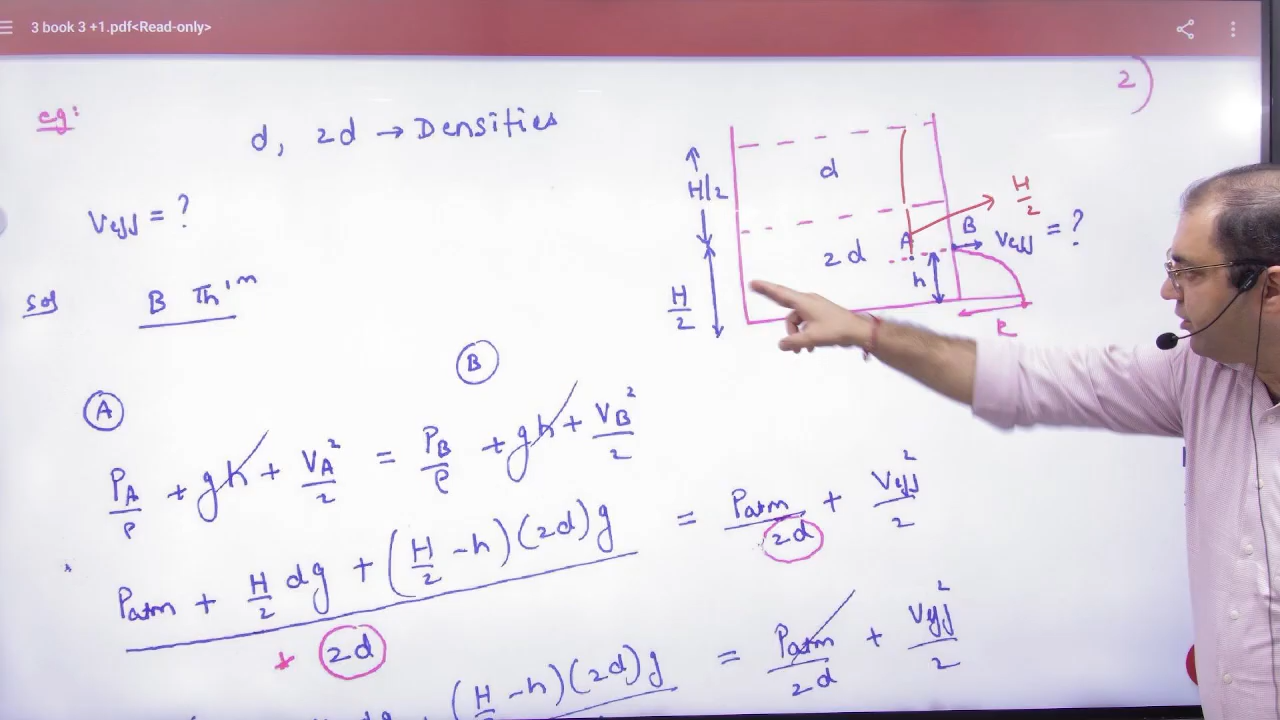 3 book 3 +1.pdf<Read-only>
2)
eg:
d, 2d → Densities
Veff = ?
Sol B Th'm
H/2
d
H/2
A
B
Veff = ?
2d
h
H/2
R
A
B
PA/ρ + gh + VA²/2 = PB/ρ + gh + VB²/2
Patm + H/2 dg + (H/2 - h)(2d)g / 2d = Patm/2d + Veff²/2
(H/2 - h)(2d)g = Patm/2d + Veff²/2